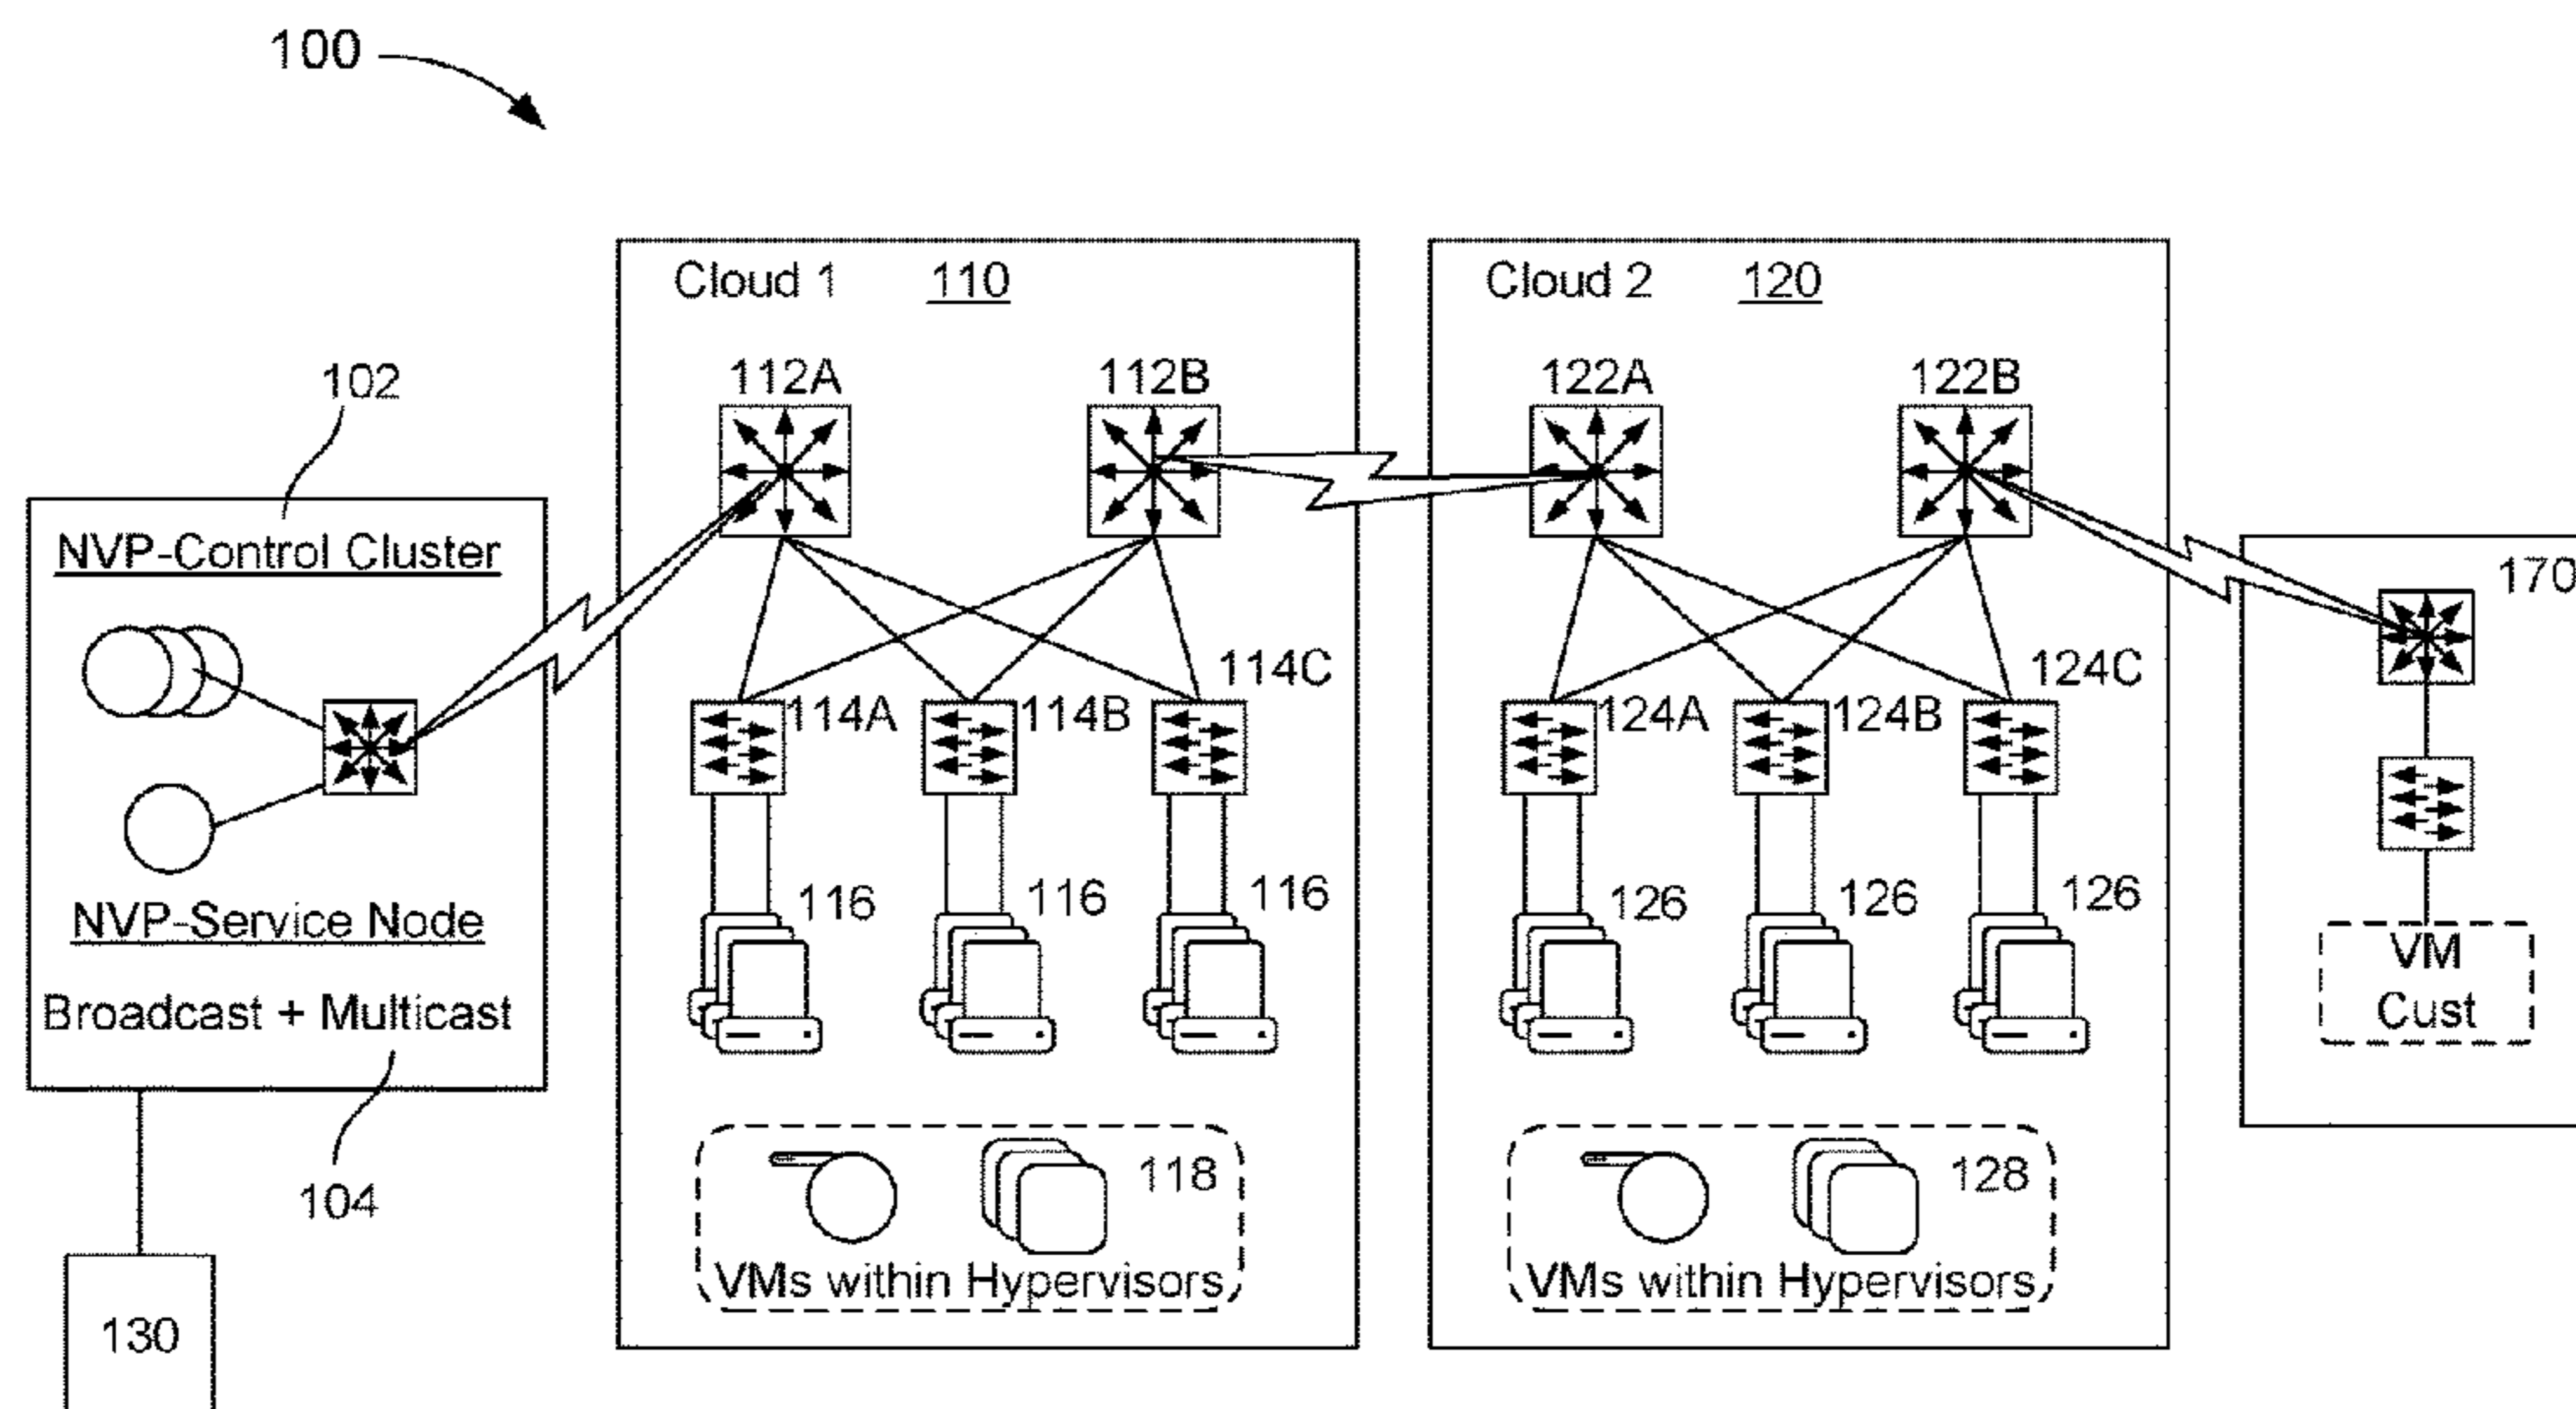 100
102
NVP-Control Cluster
NVP-Service Node
Broadcast + Multicast
104
130
Cloud 1 110
112A 112B
114A 114B 114C
116 116 116
118
VMs within Hypervisors
Cloud 2 120
122A 122B
124A 124B 124C
126 126 126
128
VMs within Hypervisors
170
VM
Cust